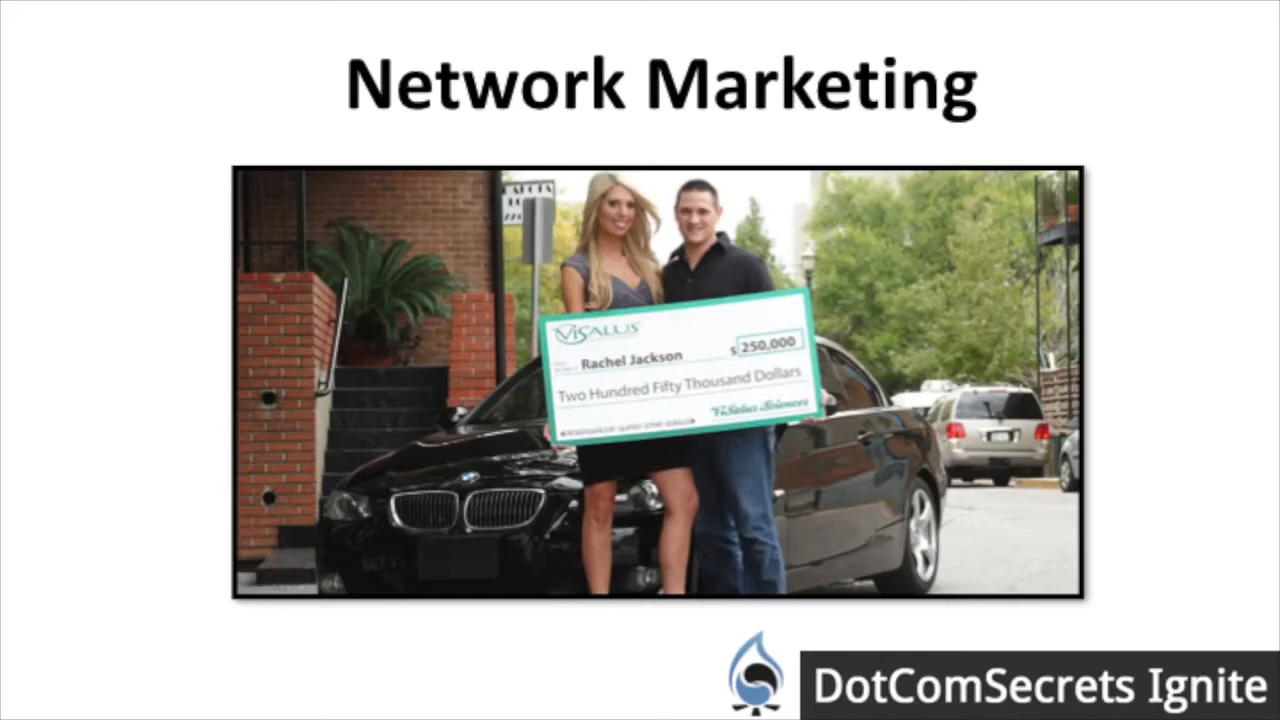 Network Marketing
ViSALUS
Rachel Jackson
$ 250,000
Two Hundred Fifty Thousand Dollars
ViSalus Sciences
DotComSecrets Ignite